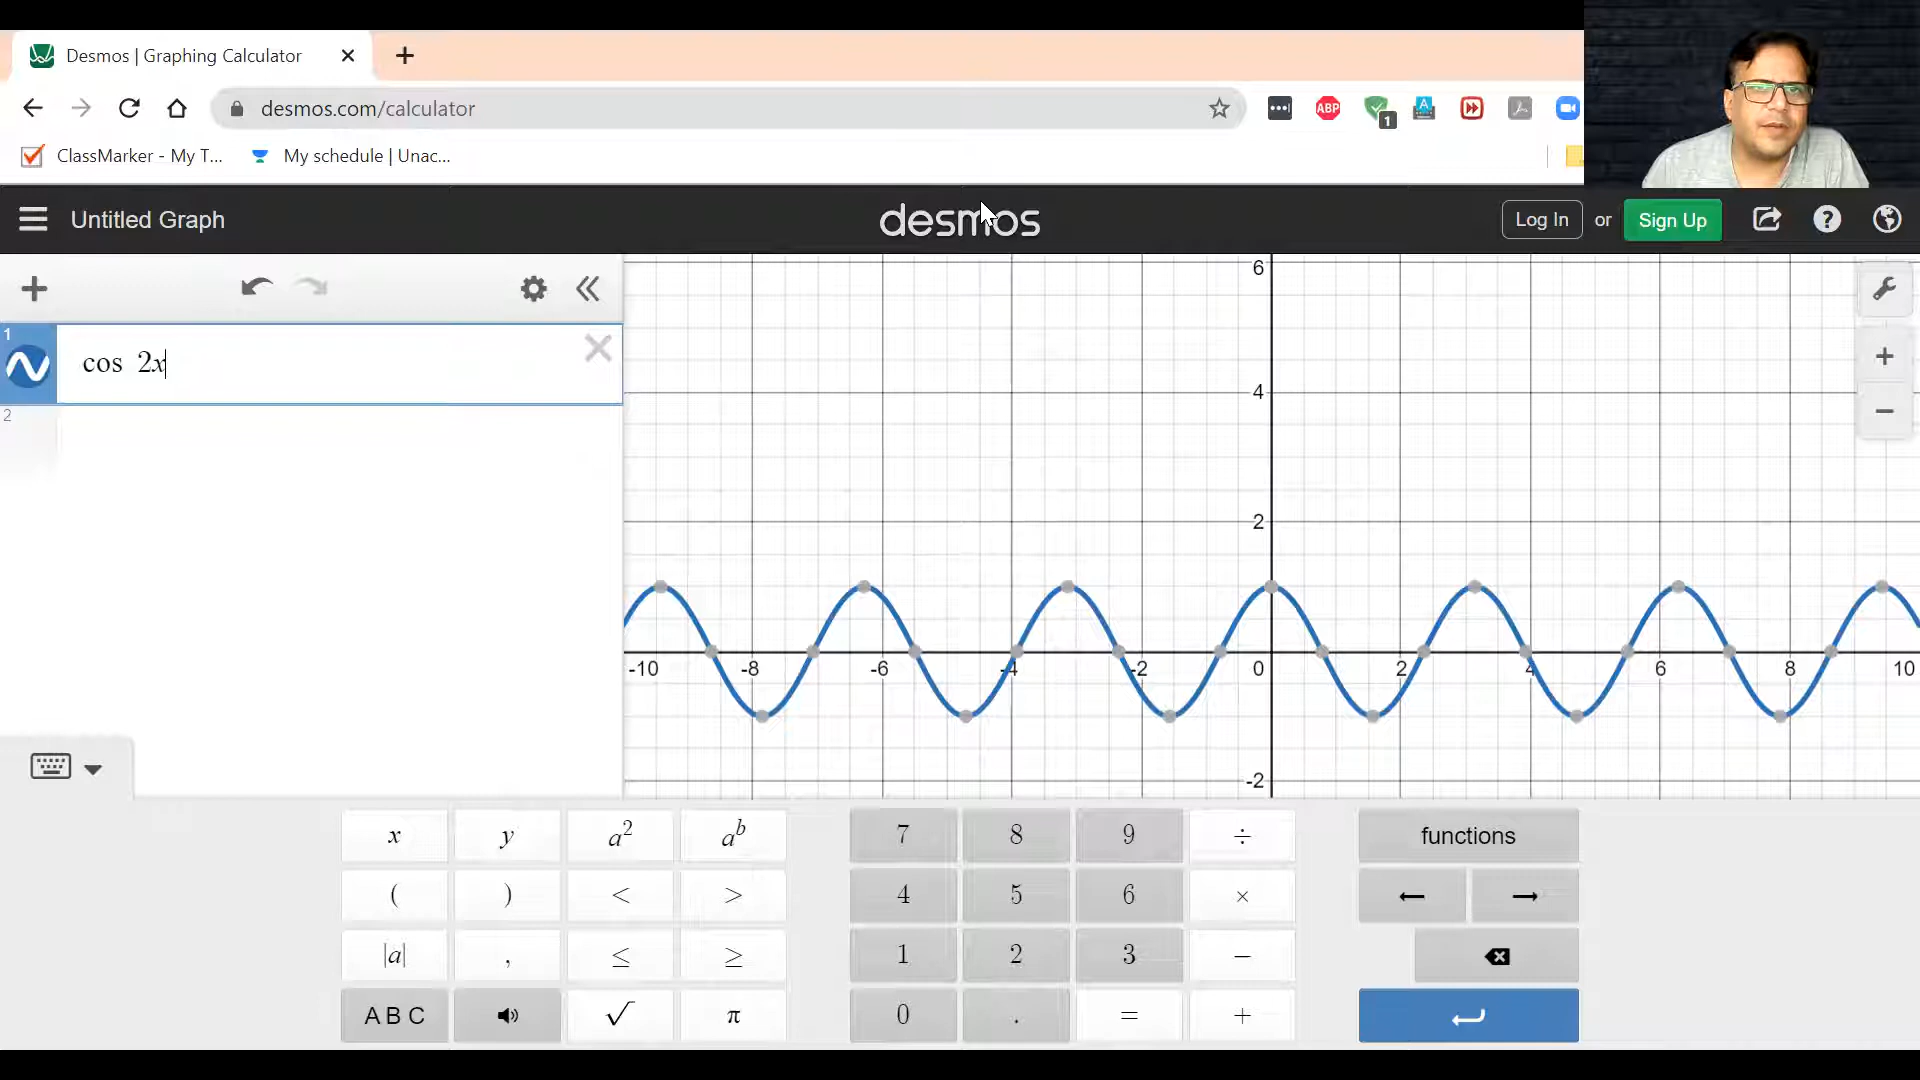 Desmos | Graphing Calculator
desmos.com/calculator
ABP
1
A
ClassMarker - My T...
My schedule | Unac...
Untitled Graph
desmos
Log In or Sign Up
1
cos 2x
2
6
4
2
-10 -8 -6 -4 -2 0 2 4 6 8 10
-2
x y a² aᵇ 7 8 9 ÷ functions
( ) < > 4 5 6 × ← →
|a| , ≤ ≥ 1 2 3 −
A B C √ π 0 . = +